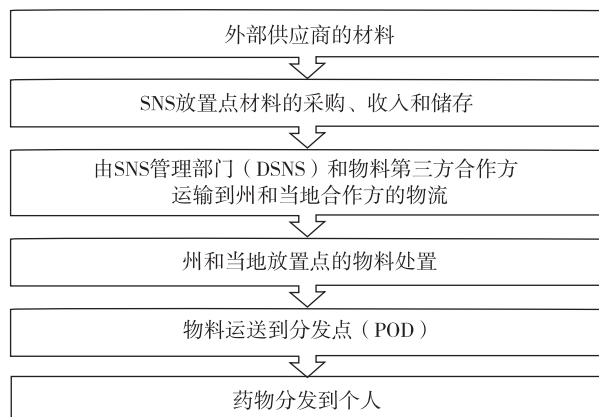 外部供应商的材料
SNS放置点材料的采购、收入和储存
由SNS管理部门（DSNS）和物料第三方合作方
运输到州和当地合作方的物流
州和当地放置点的物料处置
物料运送到分发点（POD）
药物分发到个人